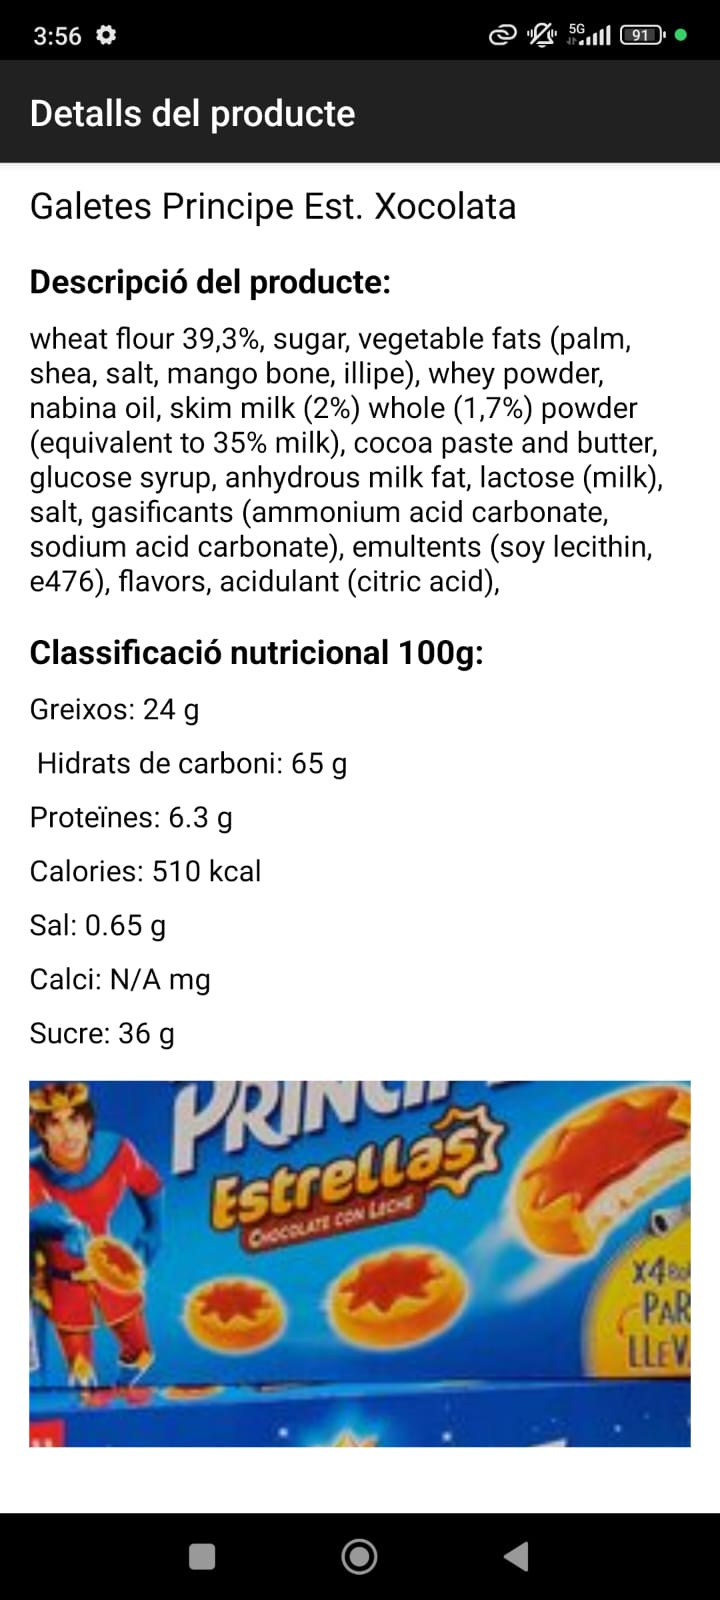 3:56
5G
91
Detalls del producte
Galetes Principe Est. Xocolata
Descripció del producte:
wheat flour 39,3%, sugar, vegetable fats (palm,
shea, salt, mango bone, illipe), whey powder,
nabina oil, skim milk (2%) whole (1,7%) powder
(equivalent to 35% milk), cocoa paste and butter,
glucose syrup, anhydrous milk fat, lactose (milk),
salt, gasificants (ammonium acid carbonate,
sodium acid carbonate), emultents (soy lecithin,
e476), flavors, acidulant (citric acid),
Classificació nutricional 100g:
Greixos: 24 g
Hidrats de carboni: 65 g
Proteïnes: 6.3 g
Calories: 510 kcal
Sal: 0.65 g
Calci: N/A mg
Sucre: 36 g
Estrellas
CHOCOLATE CON LECHE
x4
PAR
LLEV